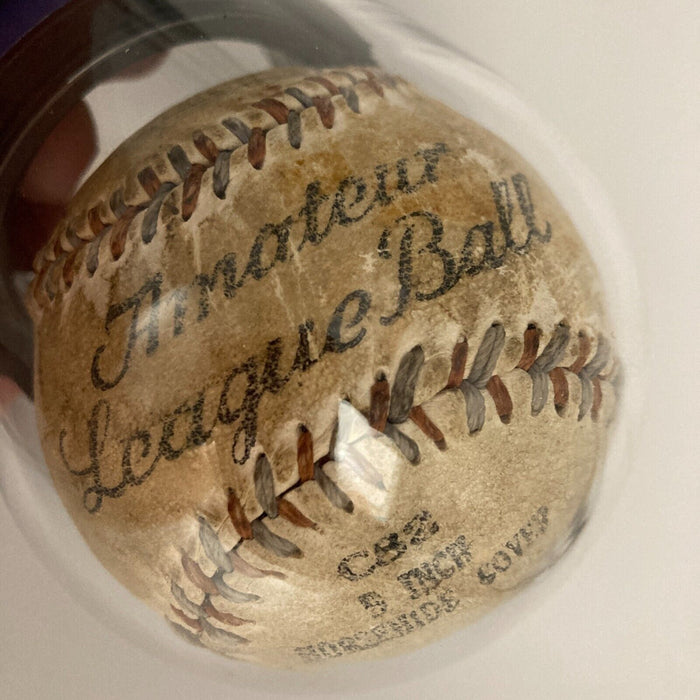 Amateur
League Ball
C82
9 INCH
HORSEHIDE COVER